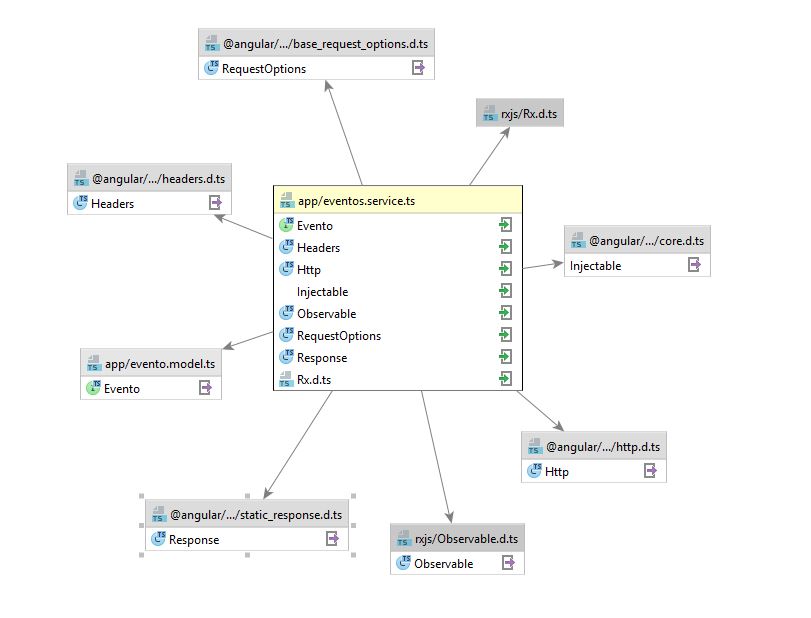 @angular/.../base_request_options.d.ts
RequestOptions
rxjs/Rx.d.ts
@angular/.../headers.d.ts
Headers
app/eventos.service.ts
Evento
Headers
Http
Injectable
Observable
RequestOptions
Response
Rx.d.ts
@angular/.../core.d.ts
Injectable
app/evento.model.ts
Evento
@angular/.../http.d.ts
Http
@angular/.../static_response.d.ts
Response
rxjs/Observable.d.ts
Observable